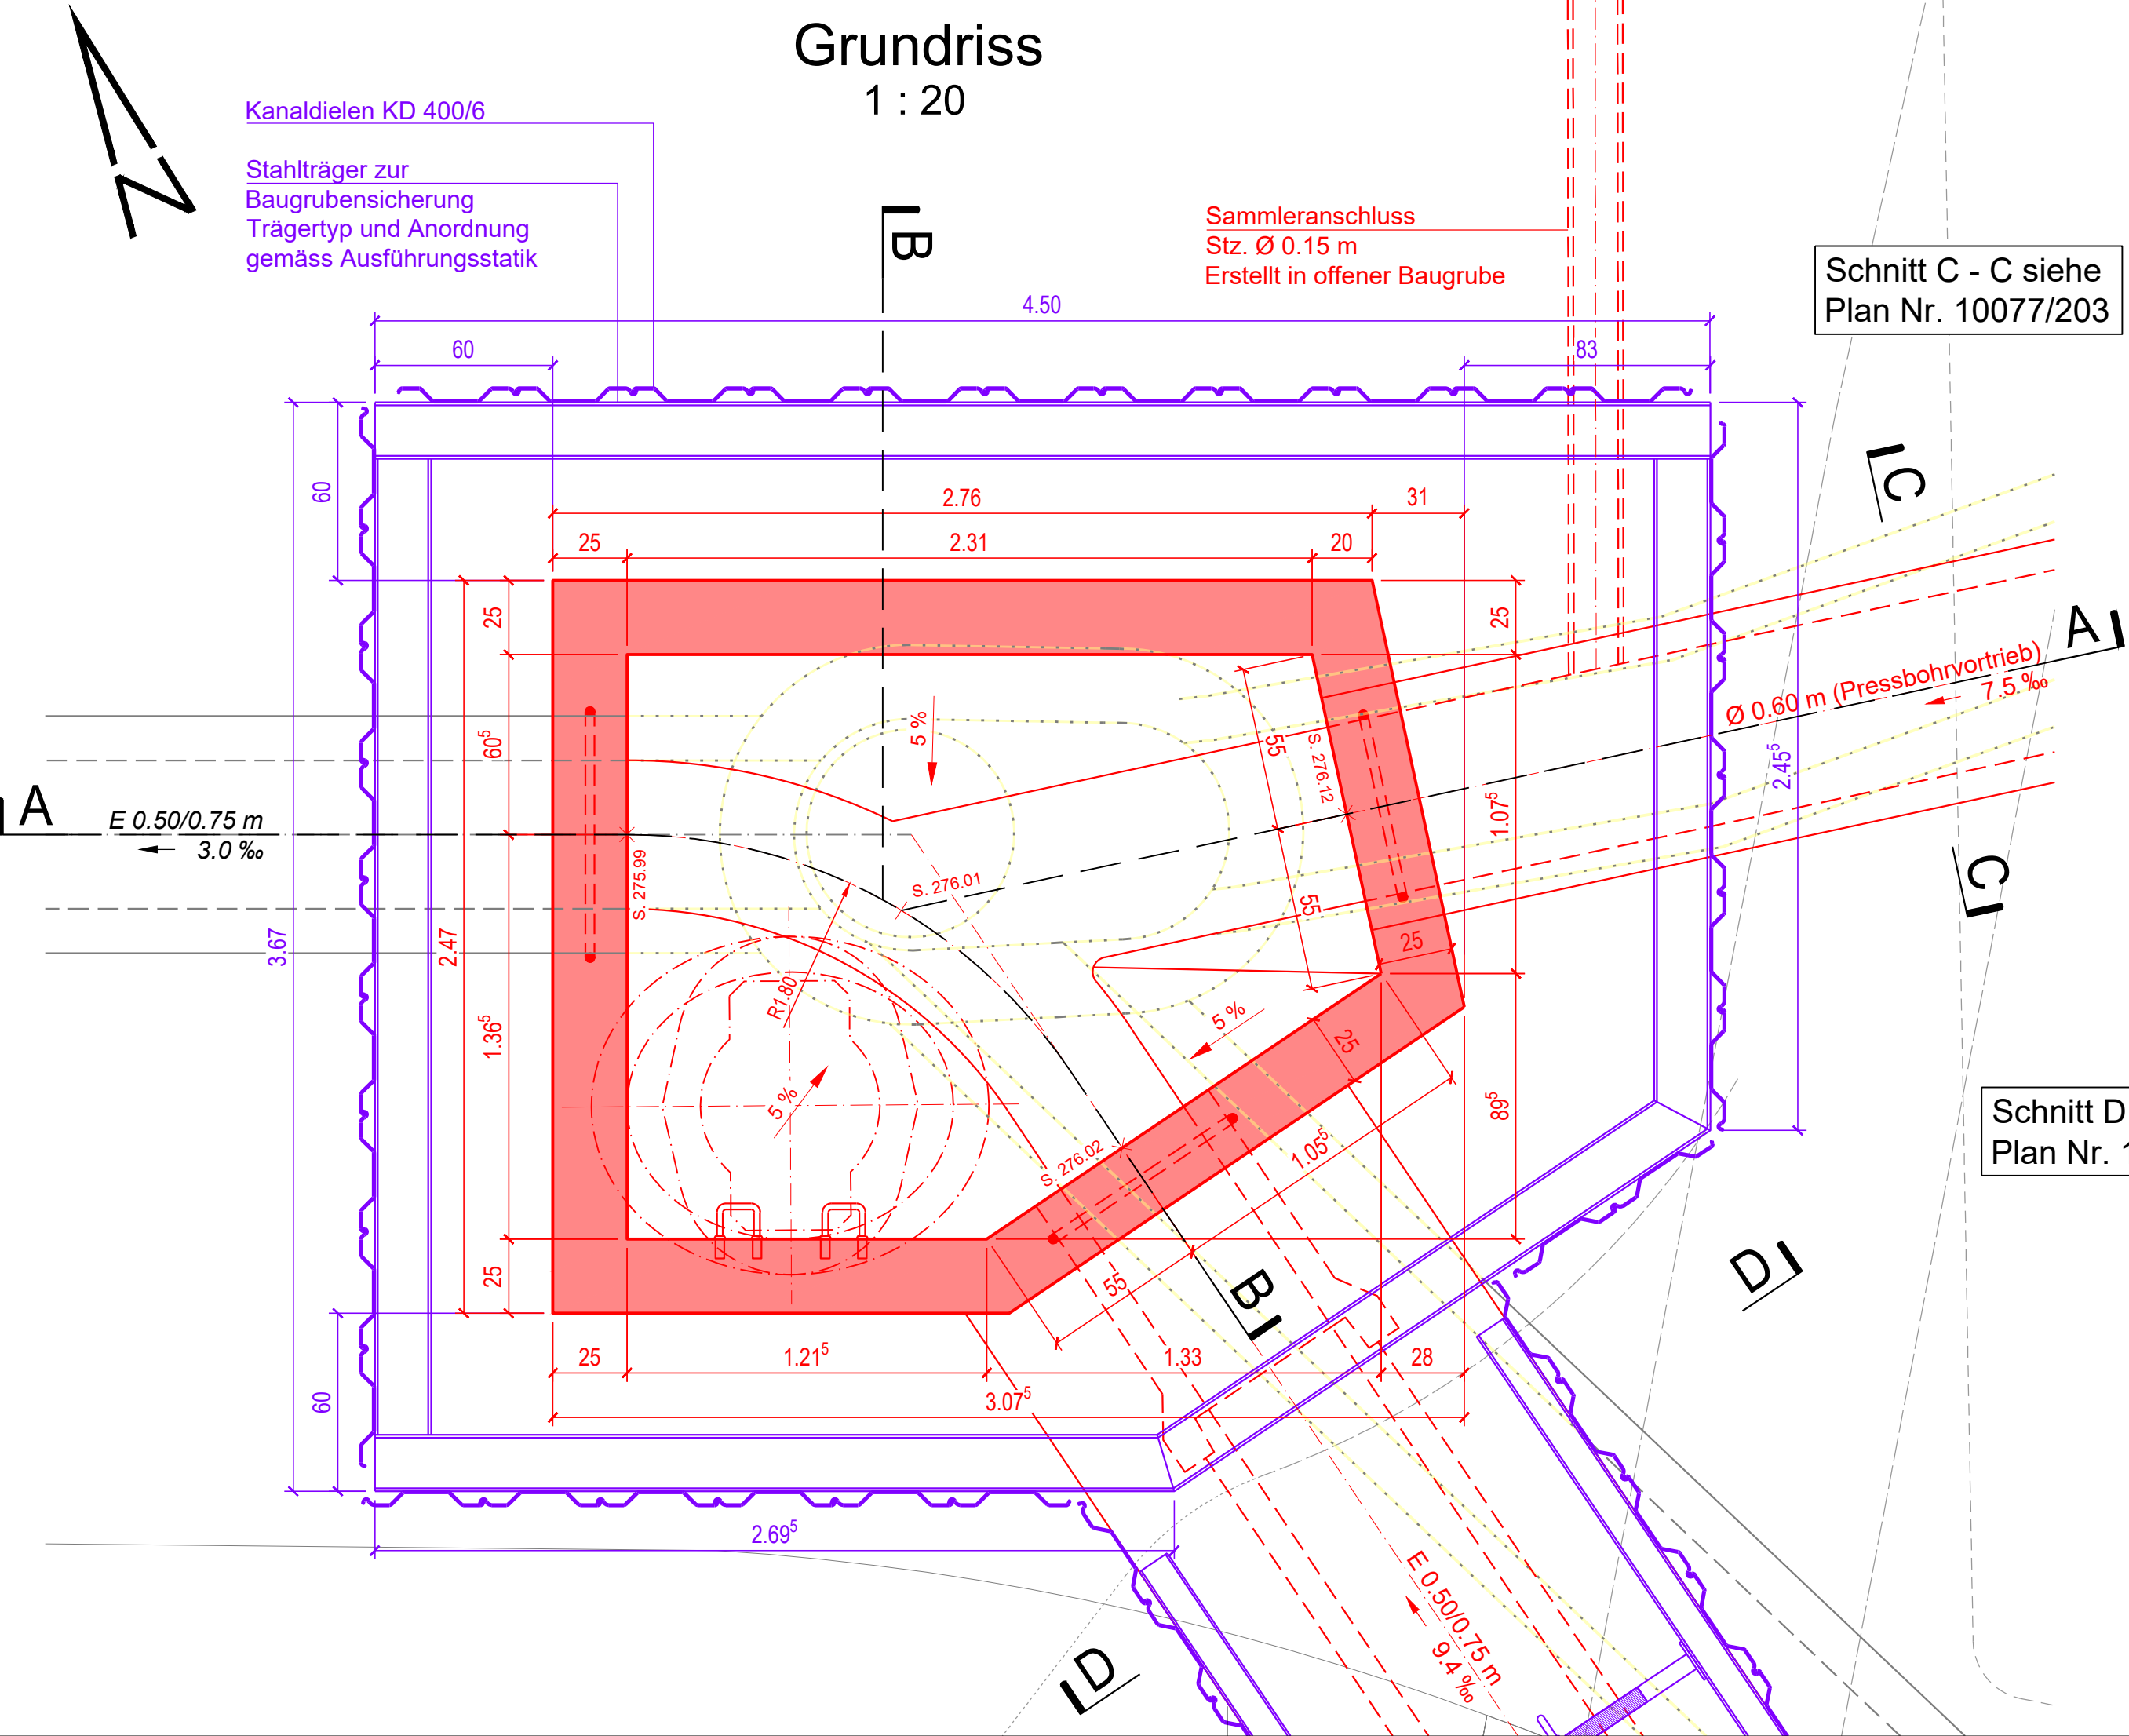 Grundriss
1 : 20
Kanaldielen KD 400/6
Stahlträger zur
Baugrubensicherung
Trägertyp und Anordnung
gemäss Ausführungsstatik
B
Sammleranschluss
Stz. Ø 0.15 m
Erstellt in offener Baugrube
Schnitt C - C siehe
Plan Nr. 10077/203
4.50
60
83
60
C
2.76
31
25
2.31
20
25
25
A
Ø 0.60 m (Pressbohrvortrieb)
7.5 ‰
60⁵
5 %
55
S. 276.12
1.07⁵
2.45⁵
A
E 0.50/0.75 m
3.0 ‰
S. 275.99
S. 276.01
55
C
3.67
2.47
25
R1.80
1.36⁵
5 %
25
5 %
89⁵
Schnitt D
Plan Nr. 1
S. 276.02
1.05⁵
25
55
B
D
60
25
1.21⁵
1.33
28
3.07⁵
2.69⁵
E 0.50/0.75 m
9.4 ‰
D